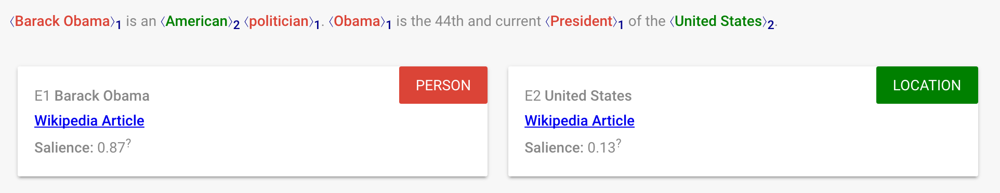 ⟨Barack Obama⟩1 is an ⟨American⟩2 ⟨politician⟩1. ⟨Obama⟩1 is the 44th and current ⟨President⟩1 of the ⟨United States⟩2.
PERSON
E1 Barack Obama
Wikipedia Article
Salience: 0.87?
LOCATION
E2 United States
Wikipedia Article
Salience: 0.13?